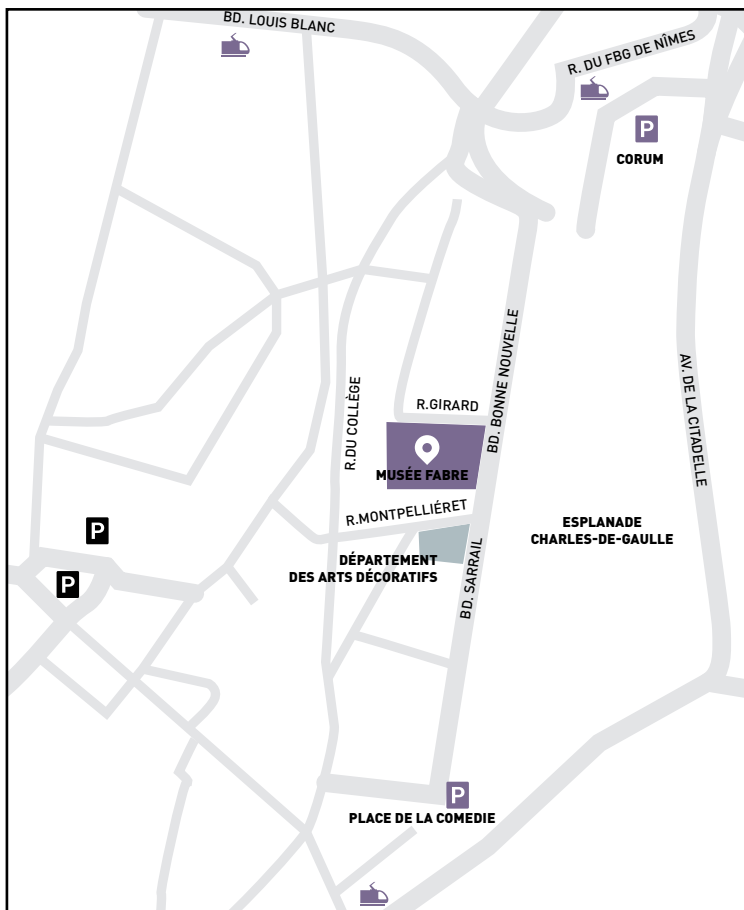 BD. LOUIS BLANC
R. DU FBG DE NÎMES
P
CORUM
BD. BONNE NOUVELLE
AV. DE LA CITADELLE
R.DU COLLÈGE
R.GIRARD
MUSÉE FABRE
R.MONTPELLIÉRET
P
ESPLANADE
CHARLES-DE-GAULLE
DÉPARTEMENT
DES ARTS DÉCORATIFS
BD. SARRAIL
P
P
PLACE DE LA COMEDIE